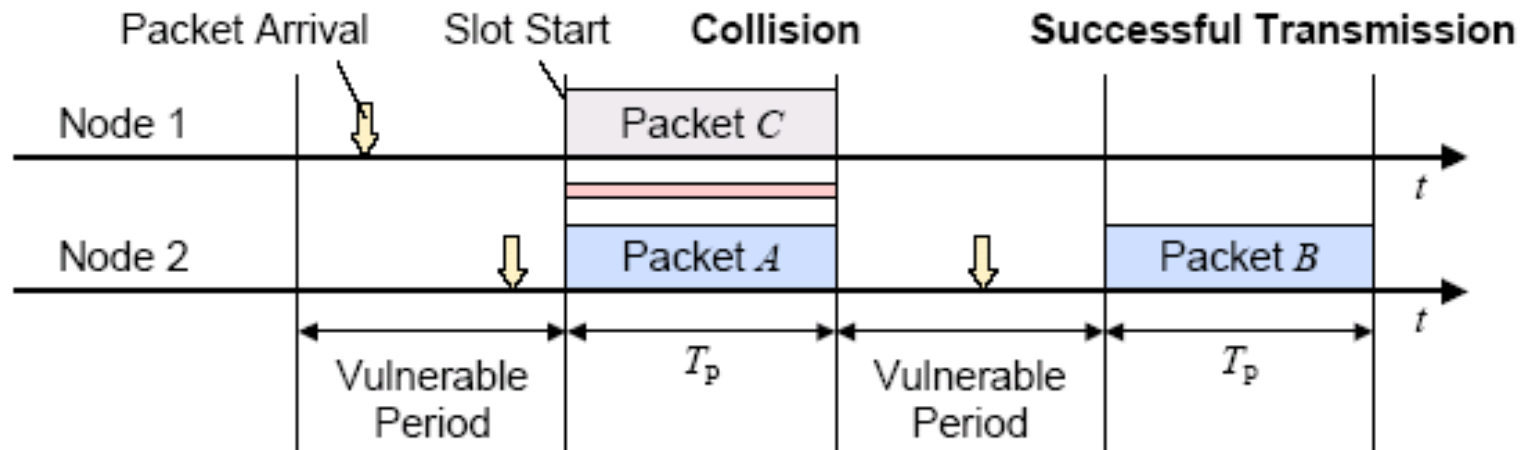 Packet Arrival Slot Start Collision Successful Transmission
Node 1 Packet C
t
Node 2 Packet A Packet B
t
Vulnerable Period Tp Vulnerable Period Tp